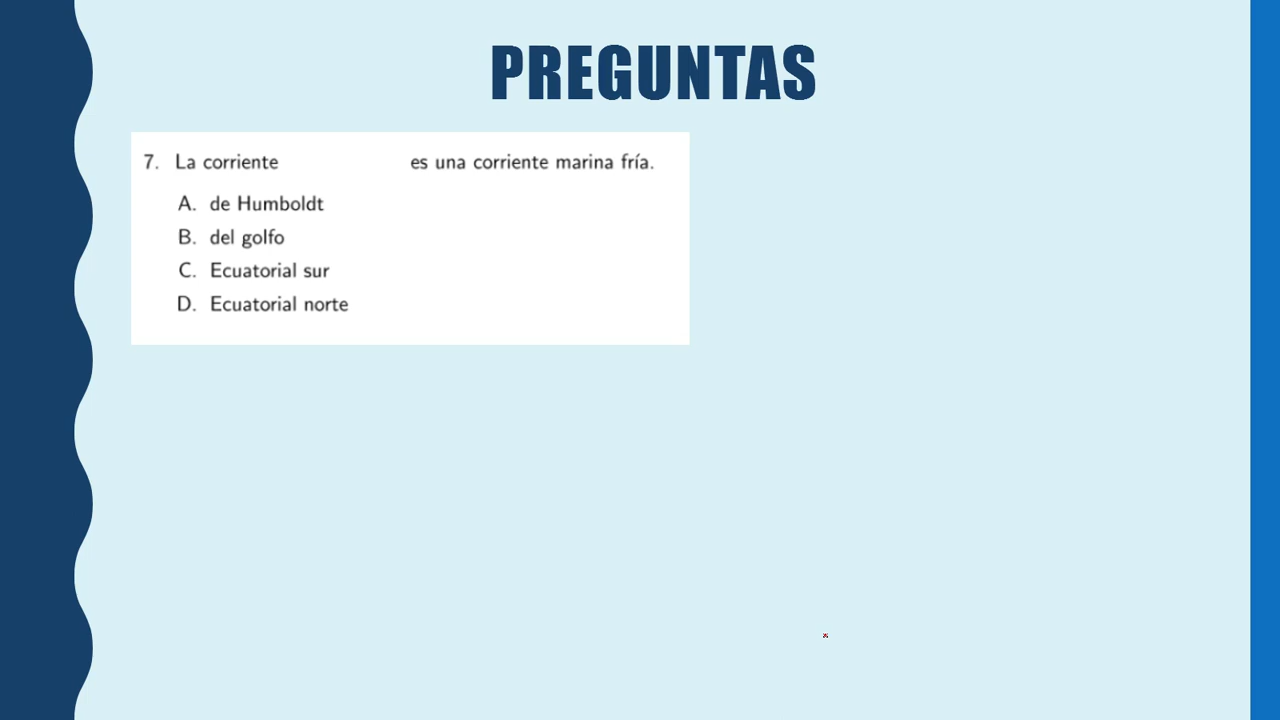 PREGUNTAS
7. La corriente es una corriente marina fría.
A. de Humboldt
B. del golfo
C. Ecuatorial sur
D. Ecuatorial norte